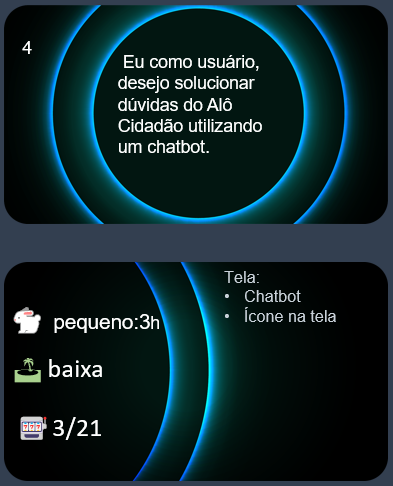 4
Eu como usuário,
desejo solucionar
dúvidas do Alô
Cidadão utilizando
um chatbot.
Tela:
• Chatbot
• Ícone na tela
pequeno:3h
baixa
3/21